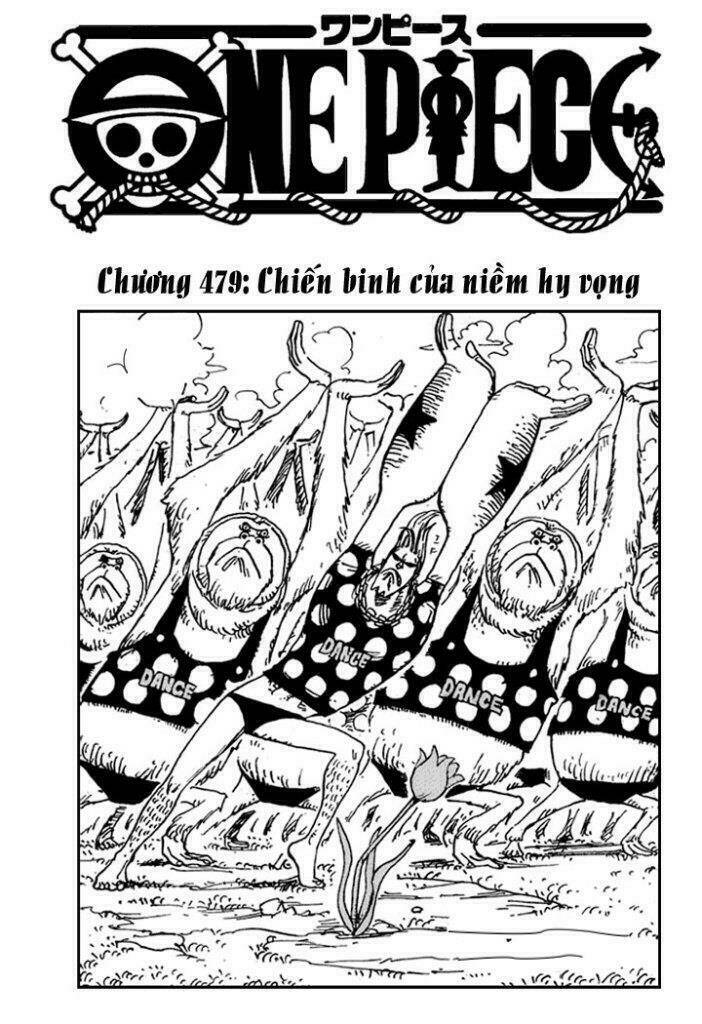 ワンピース
ONE PIECE
Chương 479: Chiến binh của niềm hy vọng
DANCE
DANCE
DANCE
DANCE